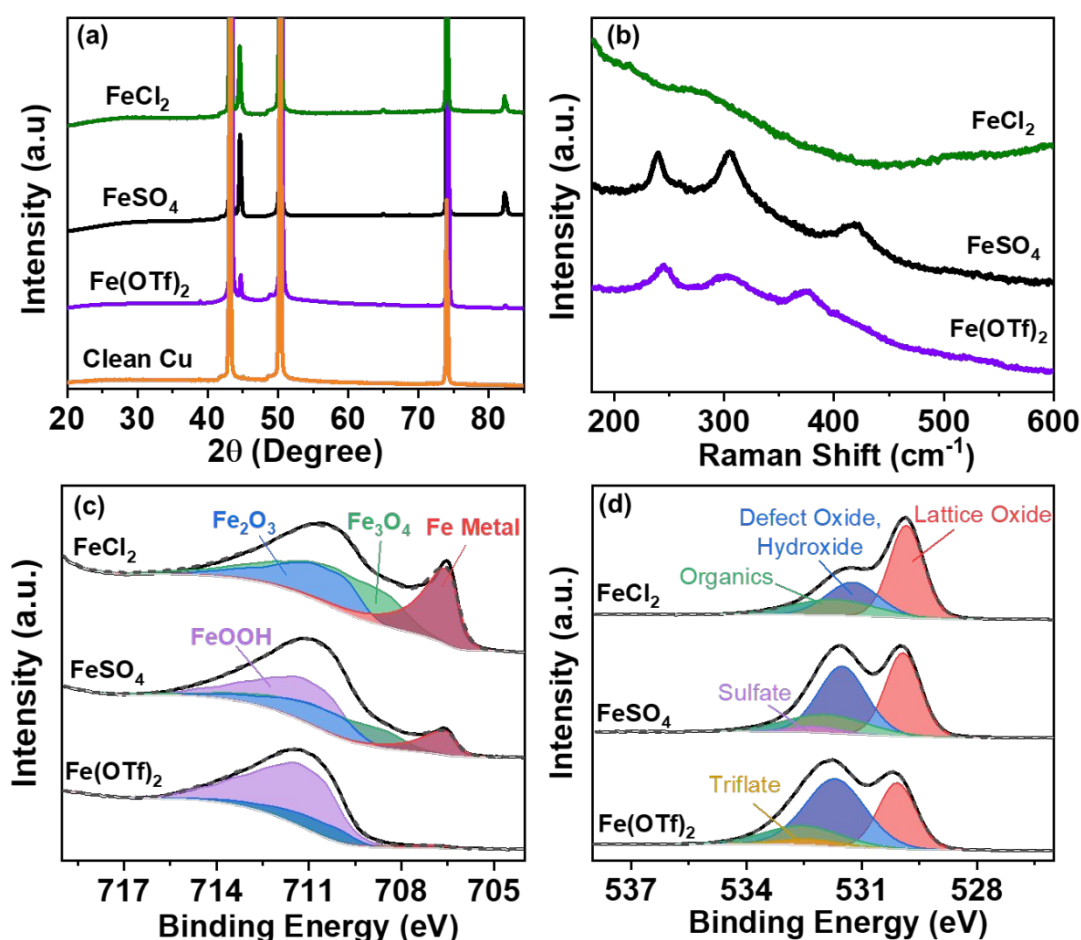 (a)
FeCl₂
FeSO₄
Fe(OTf)₂
Clean Cu
Intensity (a.u)
20 30 40 50 60 70 80
2θ (Degree)
(b)
FeCl₂
FeSO₄
Fe(OTf)₂
Intensity (a.u.)
200 300 400 500 600
Raman Shift (cm⁻¹)
(c)
Fe₂O₃ Fe₃O₄ Fe Metal
FeCl₂
FeOOH
FeSO₄
Fe(OTf)₂
Intensity (a.u.)
717 714 711 708 705
Binding Energy (eV)
(d)
Defect Oxide, Lattice Oxide
Hydroxide
Organics
FeCl₂
Sulfate
FeSO₄
Triflate
Fe(OTf)₂
Intensity (a.u.)
537 534 531 528
Binding Energy (eV)